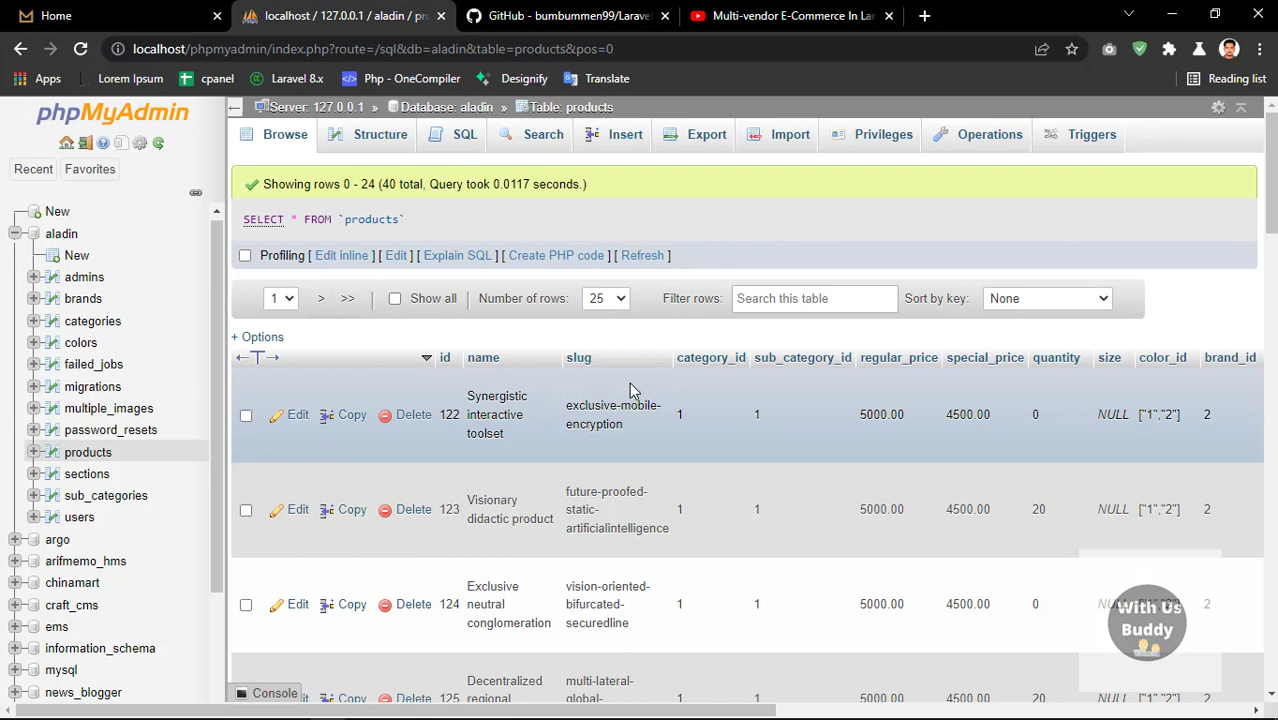 Home
localhost / 127.0.0.1 / aladin / pro
GitHub - bumbummen99/Laravel
Multi-vendor E-Commerce In Lar
localhost/phpmyadmin/index.php?route=/sql&db=aladin&table=products&pos=0
Apps Lorem Ipsum cpanel Laravel 8.x Php - OneCompiler Designify Translate Reading list
phpMyAdmin
Server: 127.0.0.1 » Database: aladin » Table: products
Browse Structure SQL Search Insert Export Import Privileges Operations Triggers
Recent Favorites
Showing rows 0 - 24 (40 total, Query took 0.0117 seconds.)
SELECT * FROM `products`
Profiling [ Edit inline ] [ Edit ] [ Explain SQL ] [ Create PHP code ] [ Refresh ]
1 > >> Show all Number of rows: 25 Filter rows: Search this table Sort by key: None
+ Options
id name slug category_id sub_category_id regular_price special_price quantity size color_id brand_id
Edit Copy Delete 122 Synergistic interactive toolset exclusive-mobile-encryption 1 1 5000.00 4500.00 0 NULL ["1","2"] 2
Edit Copy Delete 123 Visionary didactic product future-proofed-static-artificialintelligence 1 1 5000.00 4500.00 20 NULL ["1","2"] 2
Edit Copy Delete 124 Exclusive neutral conglomeration vision-oriented-bifurcated-securedline 1 1 5000.00 4500.00 0 NULL ["1","2"] 2
Edit Copy Delete 125 Decentralized regional multi-lateral-global- 1 1 5000.00 4500.00 20 NULL ["1","2"] 2
New
aladin
New
admins
brands
categories
colors
failed_jobs
migrations
multiple_images
password_resets
products
sections
sub_categories
users
argo
arifmemo_hms
chinamart
craft_cms
ems
information_schema
mysql
news_blogger
Console
With Us
Buddy